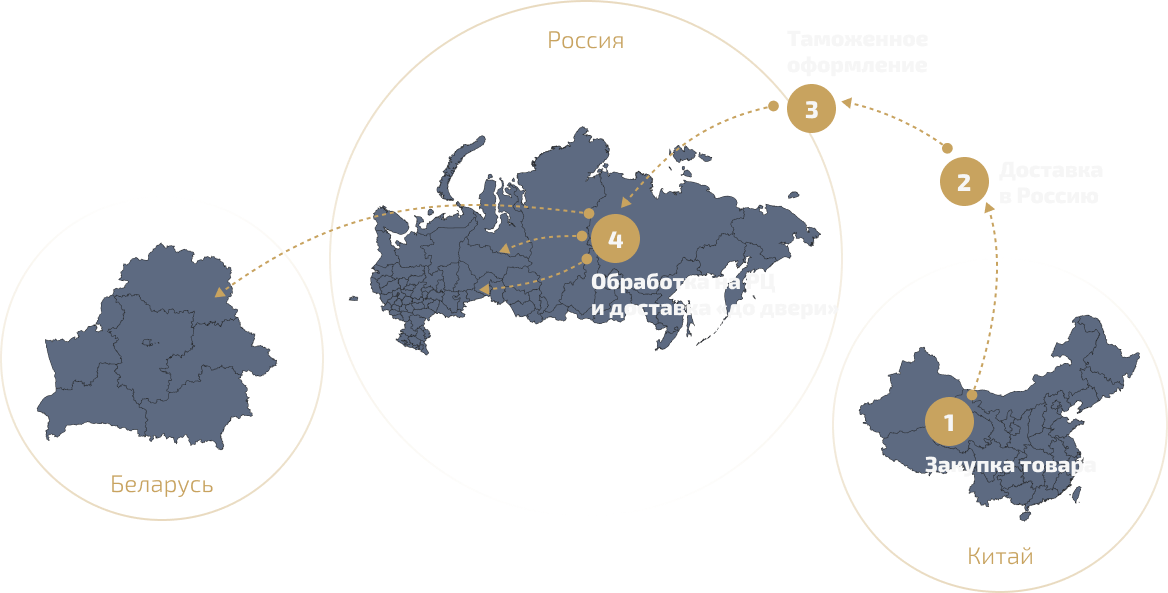 Россия
Таможенное
оформление
3
2
Доставка
в Россию
4
Обработка на РЦ
и доставка «до двери»
1
Закупка товара
Беларусь
Китай